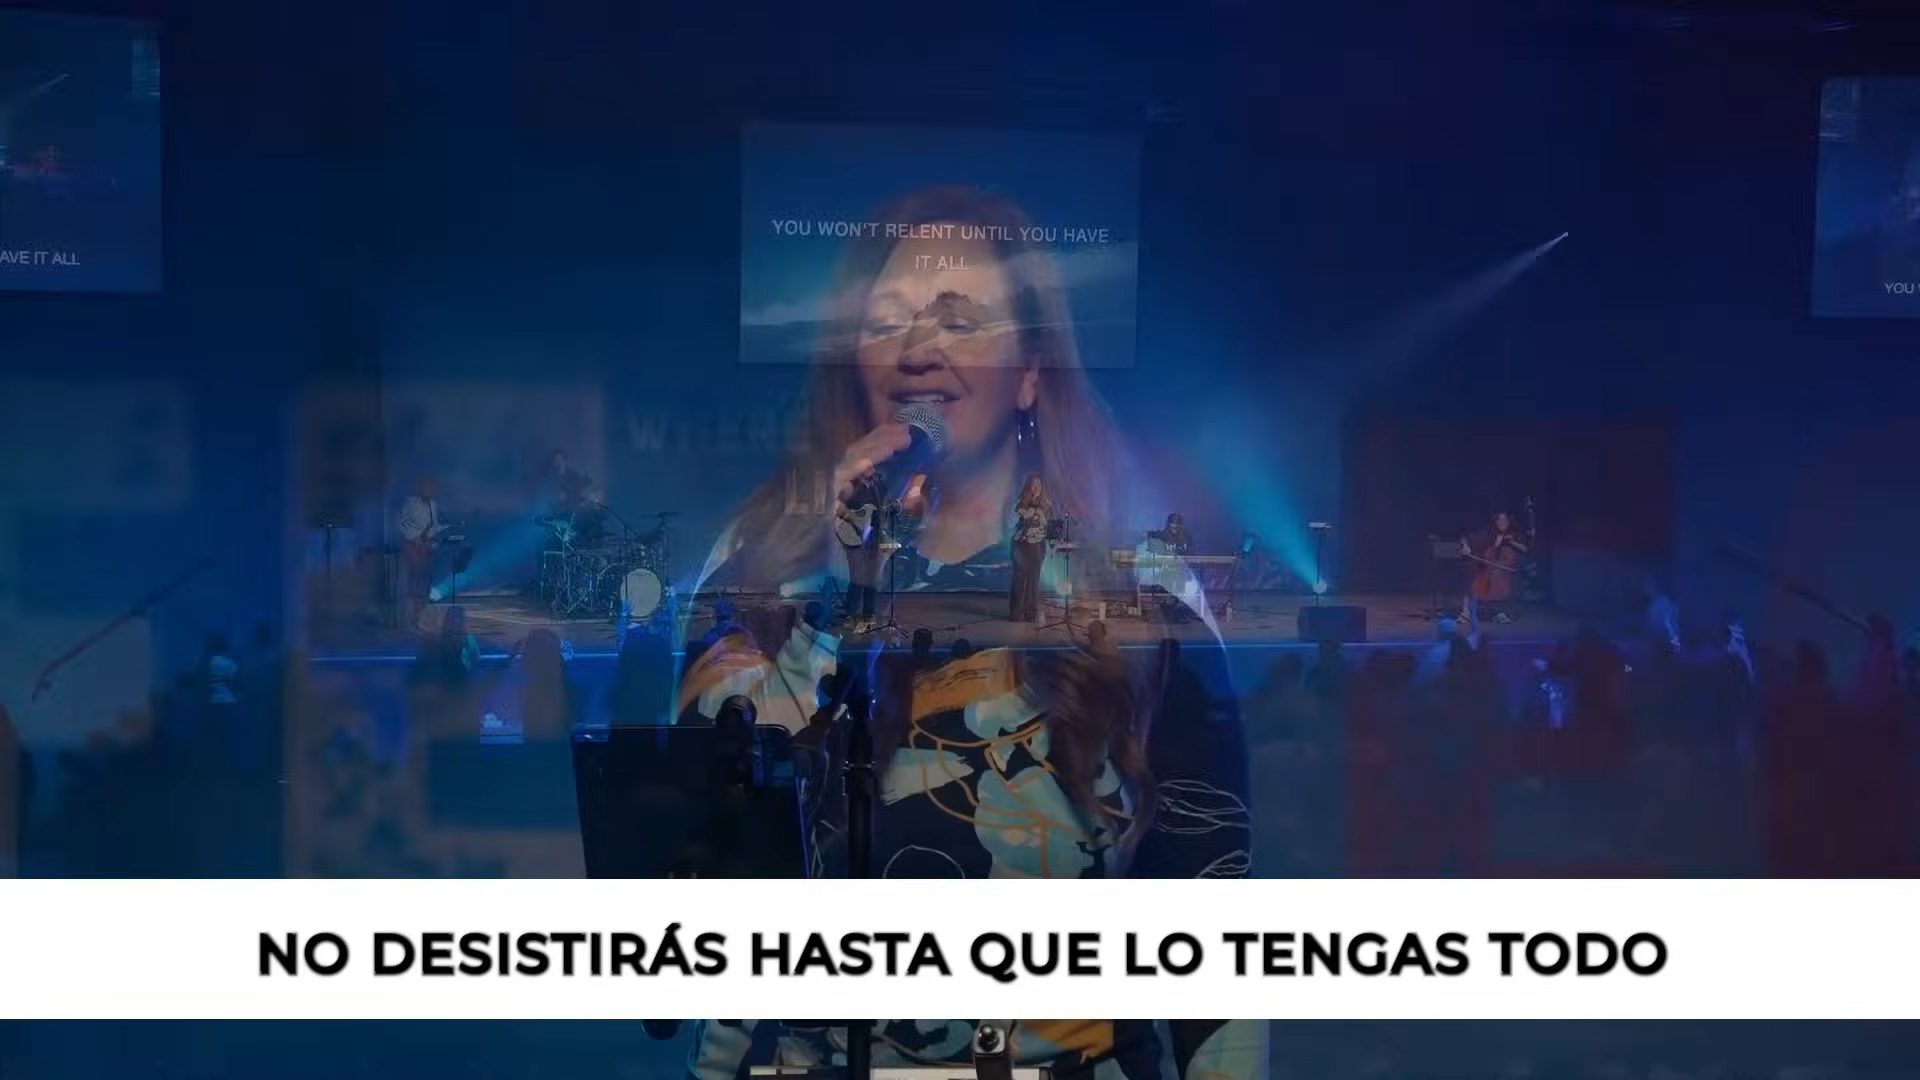 YOU WON'T RELENT UNTIL YOU HAVE
IT ALL
AVE IT ALL
YOU
NO DESISTIRÁS HASTA QUE LO TENGAS TODO